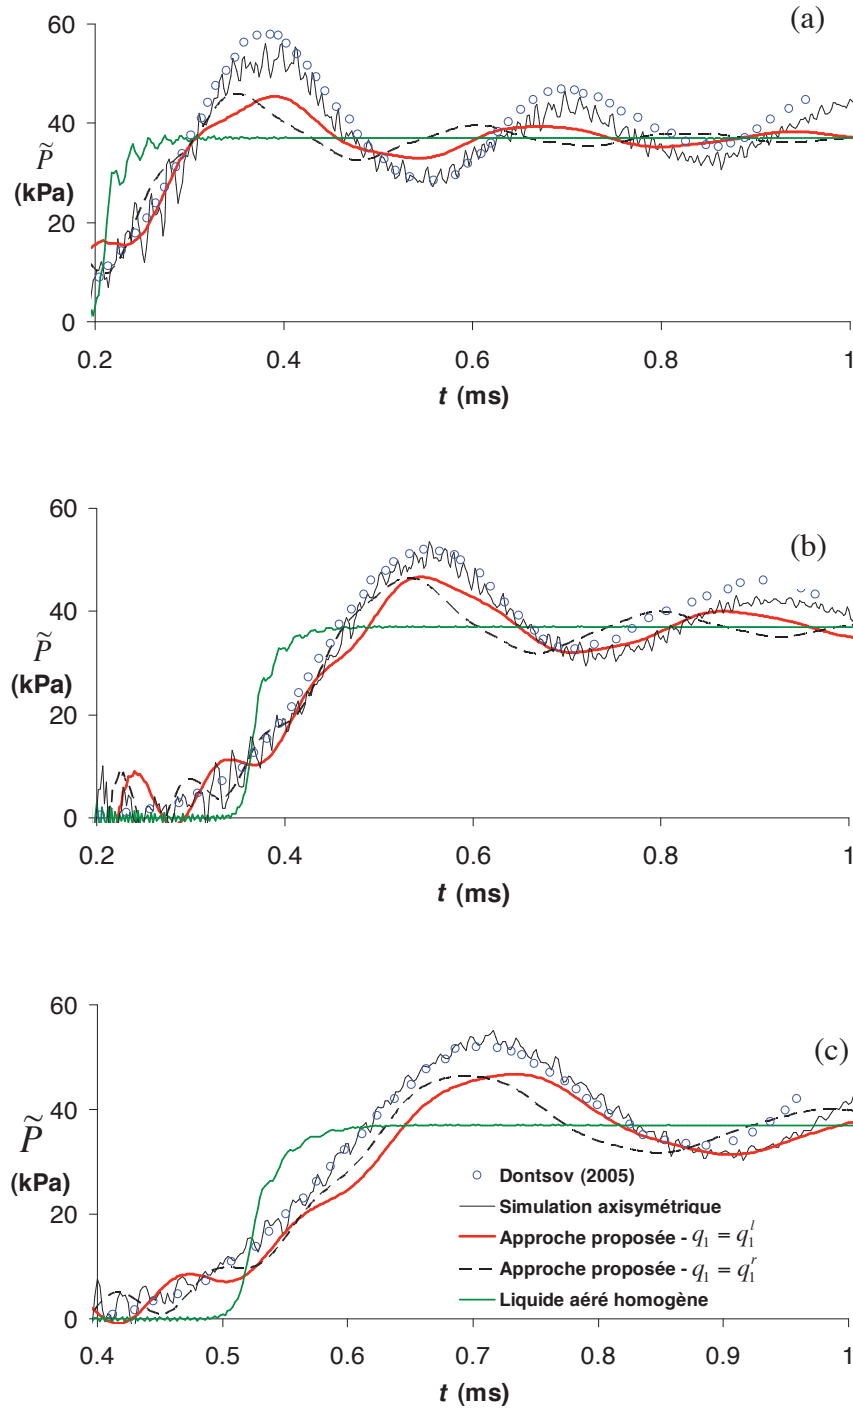 (a)
60
40
20
0
P̃
(kPa)
0.2 0.4 0.6 0.8 1
t (ms)
(b)
60
40
20
0
P̃
(kPa)
0.2 0.4 0.6 0.8 1
t (ms)
(c)
60
40
20
0
P̃
(kPa)
Dontsov (2005)
Simulation axisymétrique
Approche proposée - q₁ = q₁ˡ
Approche proposée - q₁ = q₁ʳ
Liquide aéré homogène
0.4 0.5 0.6 0.7 0.8 0.9 1
t (ms)